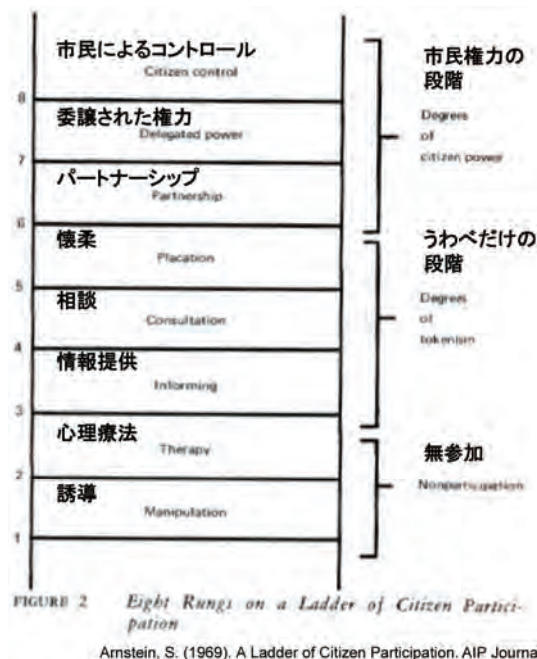 市民によるコントロール
Citizen control
8
委譲された権力
Delegated power
7
パートナーシップ
Partnership
6
懐柔
Placation
5
相談
Consultation
4
情報提供
Informing
3
心理療法
Therapy
2
誘導
Manipulation
1
市民権力の
段階
Degrees
of
citizen power
うわべだけの
段階
Degrees
of
tokenism
無参加
Nonparticipation
FIGURE 2 Eight Rungs on a Ladder of Citizen Partici-
pation
Arnstein, S. (1969). A Ladder of Citizen Participation. AIP Journa